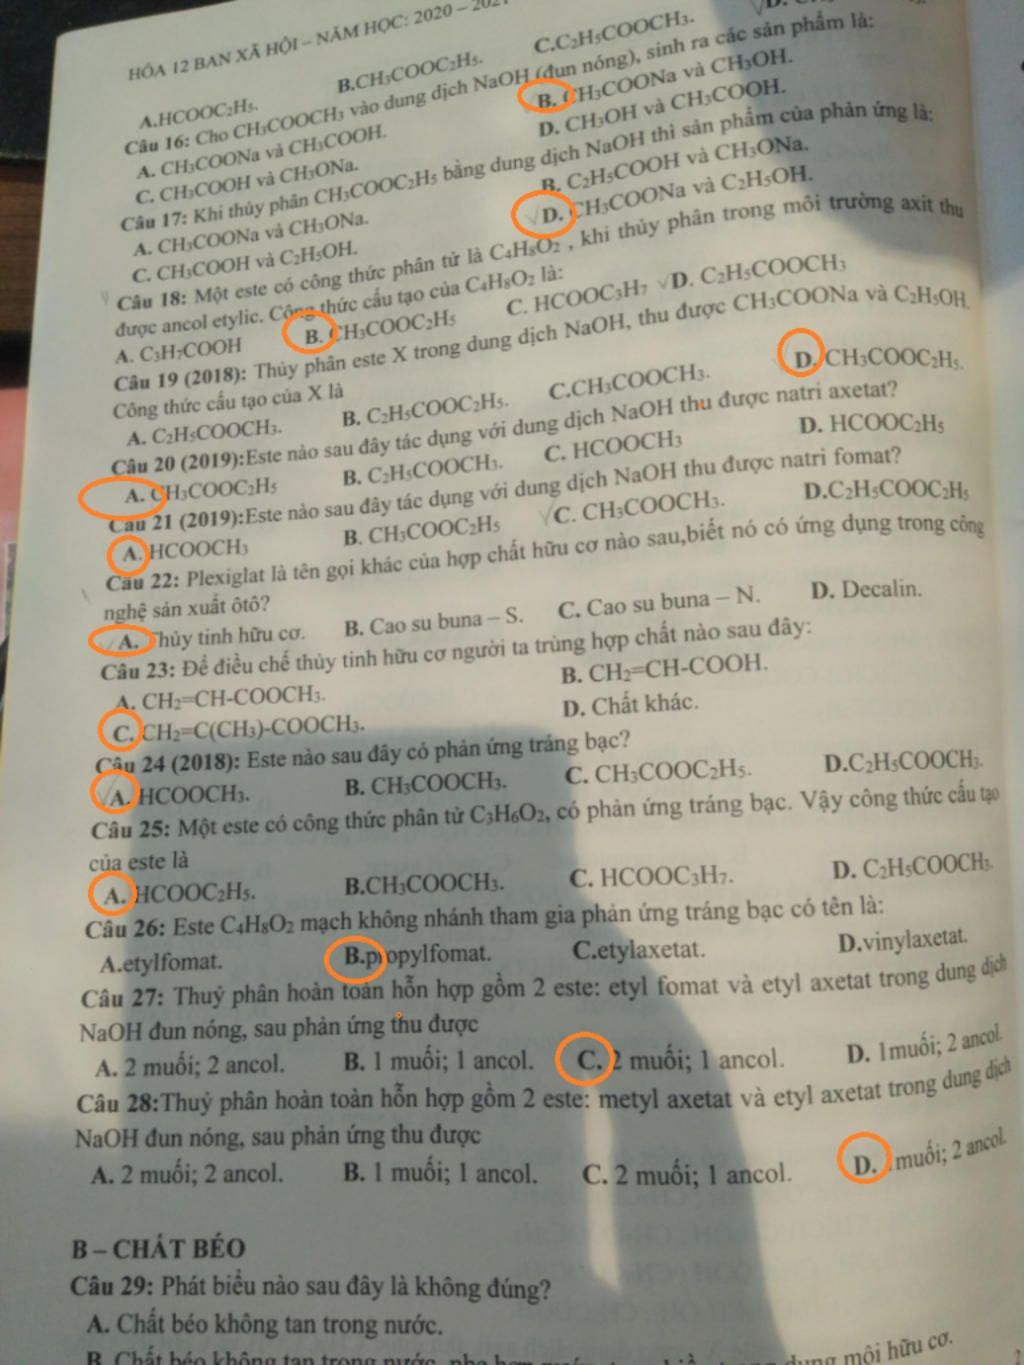 HÓA 12 BAN XÃ HỘI – NĂM HỌC: 2020 –
A.HCOOC₂H₅. B.CH₃COOC₂H₅. C.C₂H₅COOCH₃.
Câu 16: Cho CH₃COOCH₃ vào dung dịch NaOH (đun nóng), sinh ra các sản phẩm là:
A. CH₃COONa và CH₃COOH. B. CH₃COONa và CH₃OH.
C. CH₃COOH và CH₃ONa. D. CH₃OH và CH₃COOH.
Câu 17: Khi thủy phân CH₃COOC₂H₅ bằng dung dịch NaOH thì sản phẩm của phản ứng là:
A. CH₃COONa và CH₃ONa. B. C₂H₅COOH và CH₃ONa.
C. CH₃COOH và C₂H₅OH. D. CH₃COONa và C₂H₅OH.
Câu 18: Một este có công thức phân tử là C₄H₈O₂ , khi thủy phân trong môi trường axit thu
được ancol etylic. Công thức cấu tạo của C₄H₈O₂ là:
A. C₃H₇COOH B. CH₃COOC₂H₅ C. HCOOC₃H₇ D. C₂H₅COOCH₃
Câu 19 (2018): Thủy phân este X trong dung dịch NaOH, thu được CH₃COONa và C₂H₅OH.
Công thức cấu tạo của X là
A. C₂H₅COOCH₃. B. C₂H₅COOC₂H₅. C.CH₃COOCH₃. D. CH₃COOC₂H₅.
Câu 20 (2019):Este nào sau đây tác dụng với dung dịch NaOH thu được natri axetat?
A. CH₃COOC₂H₅ B. C₂H₅COOCH₃. C. HCOOCH₃ D. HCOOC₂H₅
Câu 21 (2019):Este nào sau đây tác dụng với dung dịch NaOH thu được natri fomat?
A. HCOOCH₃ B. CH₃COOC₂H₅ C. CH₃COOCH₃. D.C₂H₅COOC₂H₅
Câu 22: Plexiglat là tên gọi khác của hợp chất hữu cơ nào sau,biết nó có ứng dụng trong công
nghệ sản xuất ôtô?
A. Thủy tinh hữu cơ. B. Cao su buna – S. C. Cao su buna – N. D. Decalin.
Câu 23: Để điều chế thủy tinh hữu cơ người ta trùng hợp chất nào sau đây:
A. CH₂=CH-COOCH₃. B. CH₂=CH-COOH.
C. CH₂=C(CH₃)-COOCH₃. D. Chất khác.
Câu 24 (2018): Este nào sau đây có phản ứng tráng bạc?
A. HCOOCH₃. B. CH₃COOCH₃. C. CH₃COOC₂H₅. D.C₂H₅COOCH₃.
Câu 25: Một este có công thức phân tử C₃H₆O₂, có phản ứng tráng bạc. Vậy công thức cấu tạo
của este là
A. HCOOC₂H₅. B.CH₃COOCH₃. C. HCOOC₃H₇. D. C₂H₅COOCH₃.
Câu 26: Este C₄H₈O₂ mạch không nhánh tham gia phản ứng tráng bạc có tên là:
A.etylfomat. B.propylfomat. C.etylaxetat. D.vinylaxetat.
Câu 27: Thuỷ phân hoàn toàn hỗn hợp gồm 2 este: etyl fomat và etyl axetat trong dung dịch
NaOH đun nóng, sau phản ứng thu được
A. 2 muối; 2 ancol. B. 1 muối; 1 ancol. C. 2 muối; 1 ancol. D. 1muối; 2 ancol.
Câu 28:Thuỷ phân hoàn toàn hỗn hợp gồm 2 este: metyl axetat và etyl axetat trong dung dịch
NaOH đun nóng, sau phản ứng thu được
A. 2 muối; 2 ancol. B. 1 muối; 1 ancol. C. 2 muối; 1 ancol. D. muối; 2 ancol.
B – CHẤT BÉO
Câu 29: Phát biểu nào sau đây là không đúng?
A. Chất béo không tan trong nước.
B. Chất béo không tan trong nước, dung môi hữu cơ.